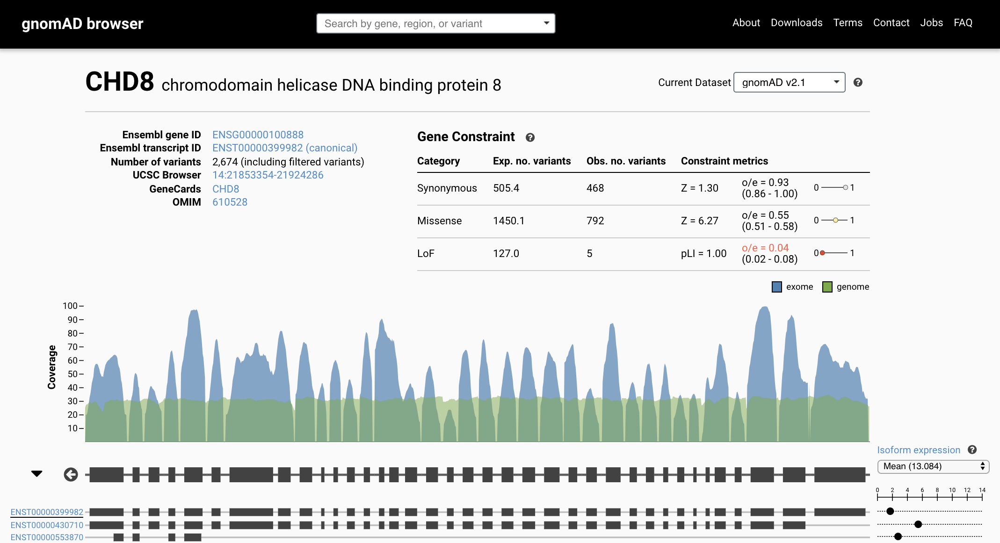 gnomAD browser
Search by gene, region, or variant
About Downloads Terms Contact Jobs FAQ
CHD8 chromodomain helicase DNA binding protein 8
Current Dataset gnomAD v2.1 ?
Ensembl gene ID ENSG00000100888
Ensembl transcript ID ENST00000399982 (canonical)
Number of variants 2,674 (including filtered variants)
UCSC Browser 14:21853354-21924286
GeneCards CHD8
OMIM 610528
Gene Constraint ?
Category Exp. no. variants Obs. no. variants Constraint metrics
Synonymous 505.4 468 Z = 1.30 o/e = 0.93 (0.86 - 1.00) 0 1
Missense 1450.1 792 Z = 6.27 o/e = 0.55 (0.51 - 0.58) 0 1
LoF 127.0 5 pLI = 1.00 o/e = 0.04 (0.02 - 0.08) 0 1
exome genome
Coverage
100
90
80
70
60
50
40
30
20
10
Isoform expression ?
Mean (13.084)
0 2 4 6 8 10 12 14
ENST00000399982
ENST00000430710
ENST00000553870